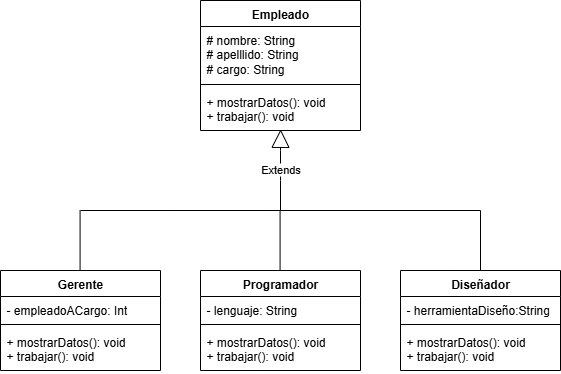 Empleado
# nombre: String
# apelllido: String
# cargo: String
+ mostrarDatos(): void
+ trabajar(): void
Extends
Gerente
- empleadoACargo: Int
+ mostrarDatos(): void
+ trabajar(): void
Programador
- lenguaje: String
+ mostrarDatos(): void
+ trabajar(): void
Diseñador
- herramientaDiseño:String
+ mostrarDatos(): void
+ trabajar(): void